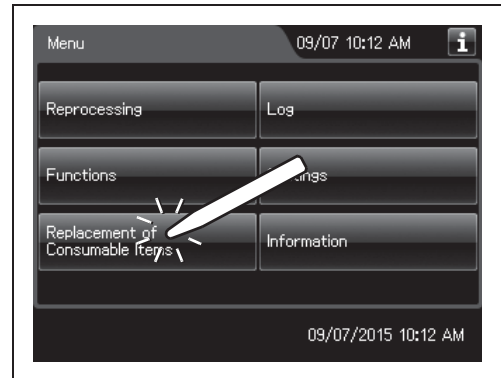 Menu
09/07 10:12 AM
i
Reprocessing
Log
Functions
Replacement of
Consumable Items
Information
09/07/2015 10:12 AM